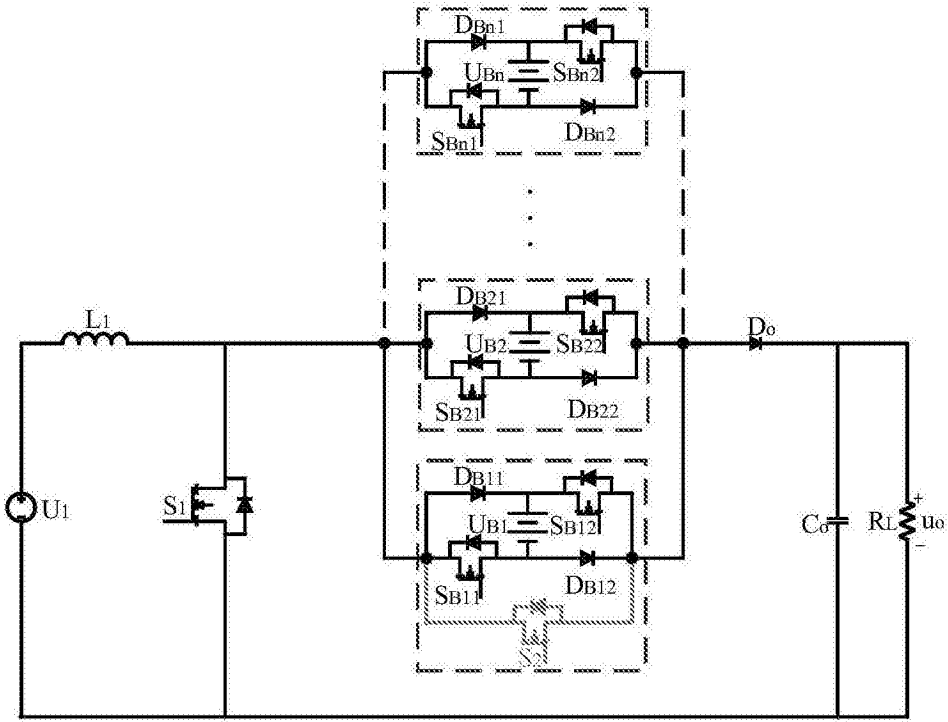 DBn1
UBn
SBn2
SBn1
DBn2
DB21
UB2
SB22
SB21
DB22
L1
Do
DB11
UB1
SB12
SB11
DB12
S1
U1
S2
Co
RL
+
uo
−